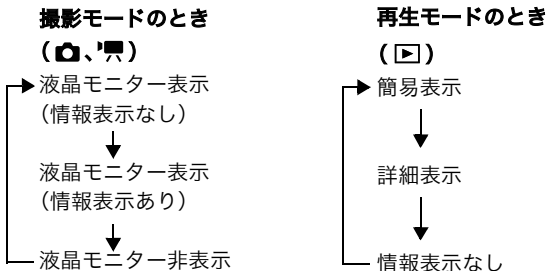 撮影モードのとき
（、）
液晶モニター表示
（情報表示なし）
液晶モニター表示
（情報表示あり）
液晶モニター非表示
再生モードのとき
（）
簡易表示
詳細表示
情報表示なし